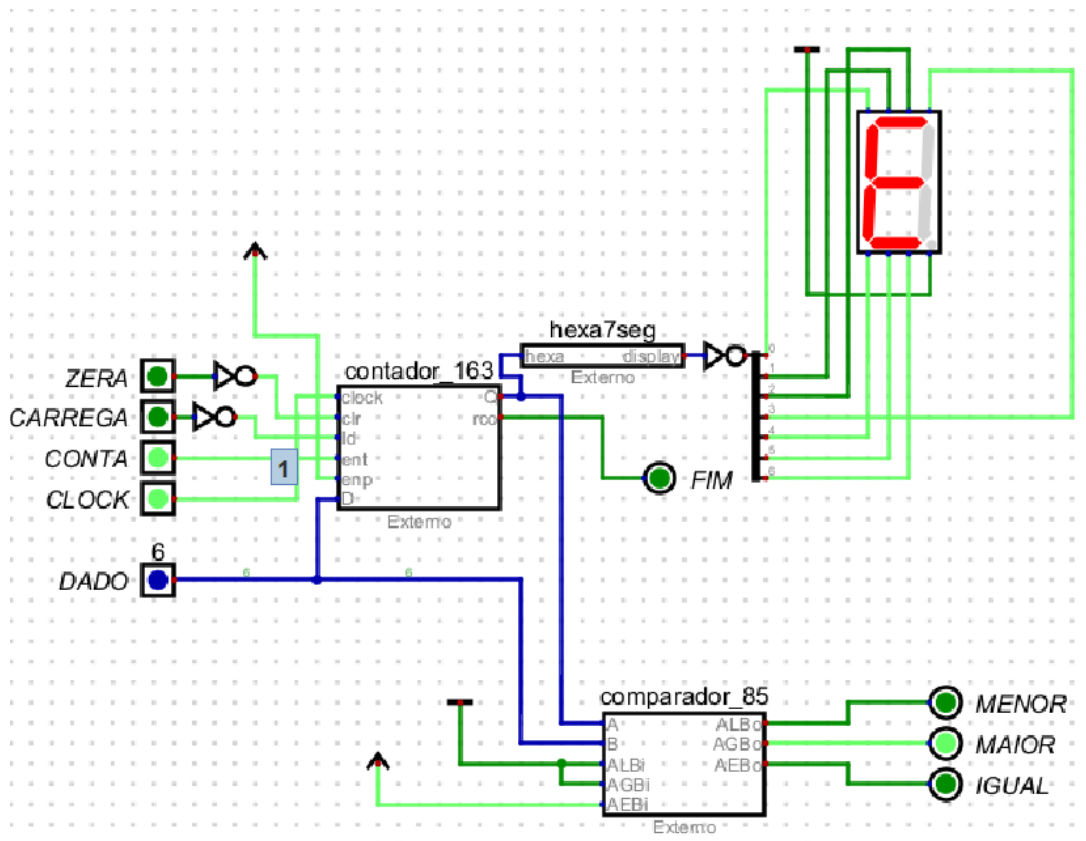 hexa7seg
hexa display
Externo
0
1
2
3
4
5
6
ZERA
CARREGA
CONTA
CLOCK
contador_163
clock Q
clr rco
ld
ent
enp
D
Externo
1
FIM
6
DADO
6 6
comparador_85
A ALBo
B AGBo
ALBi AEBo
AGBi
AEBi
Externo
MENOR
MAIOR
IGUAL